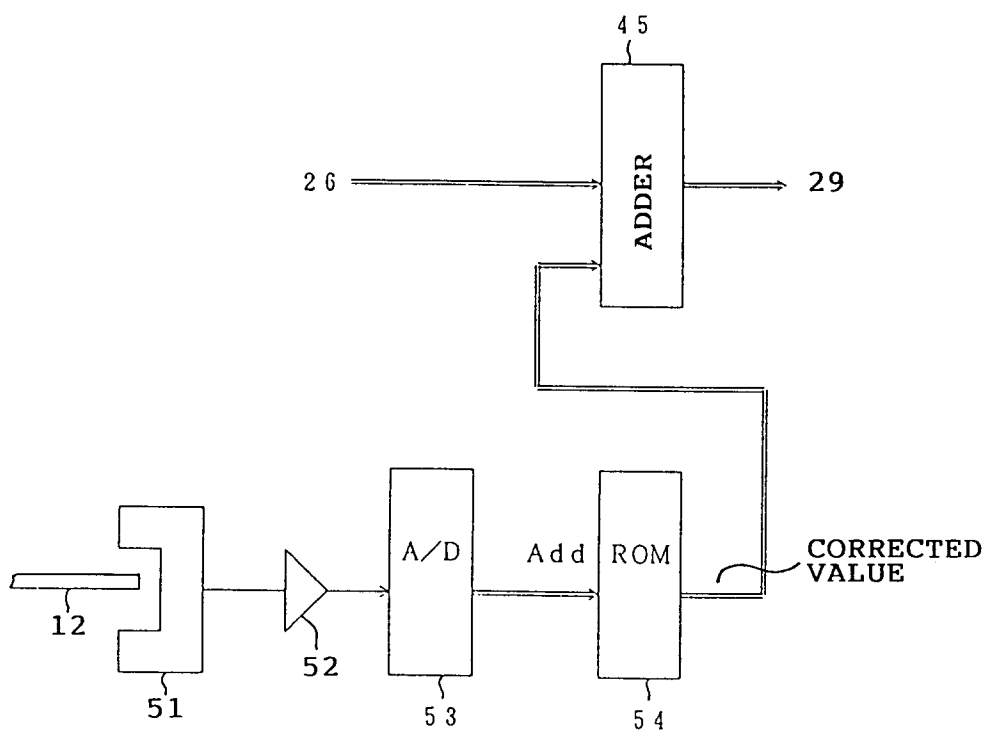 45
26
ADDER
29
A/D
Add
ROM
CORRECTED
VALUE
12
52
51
53
54